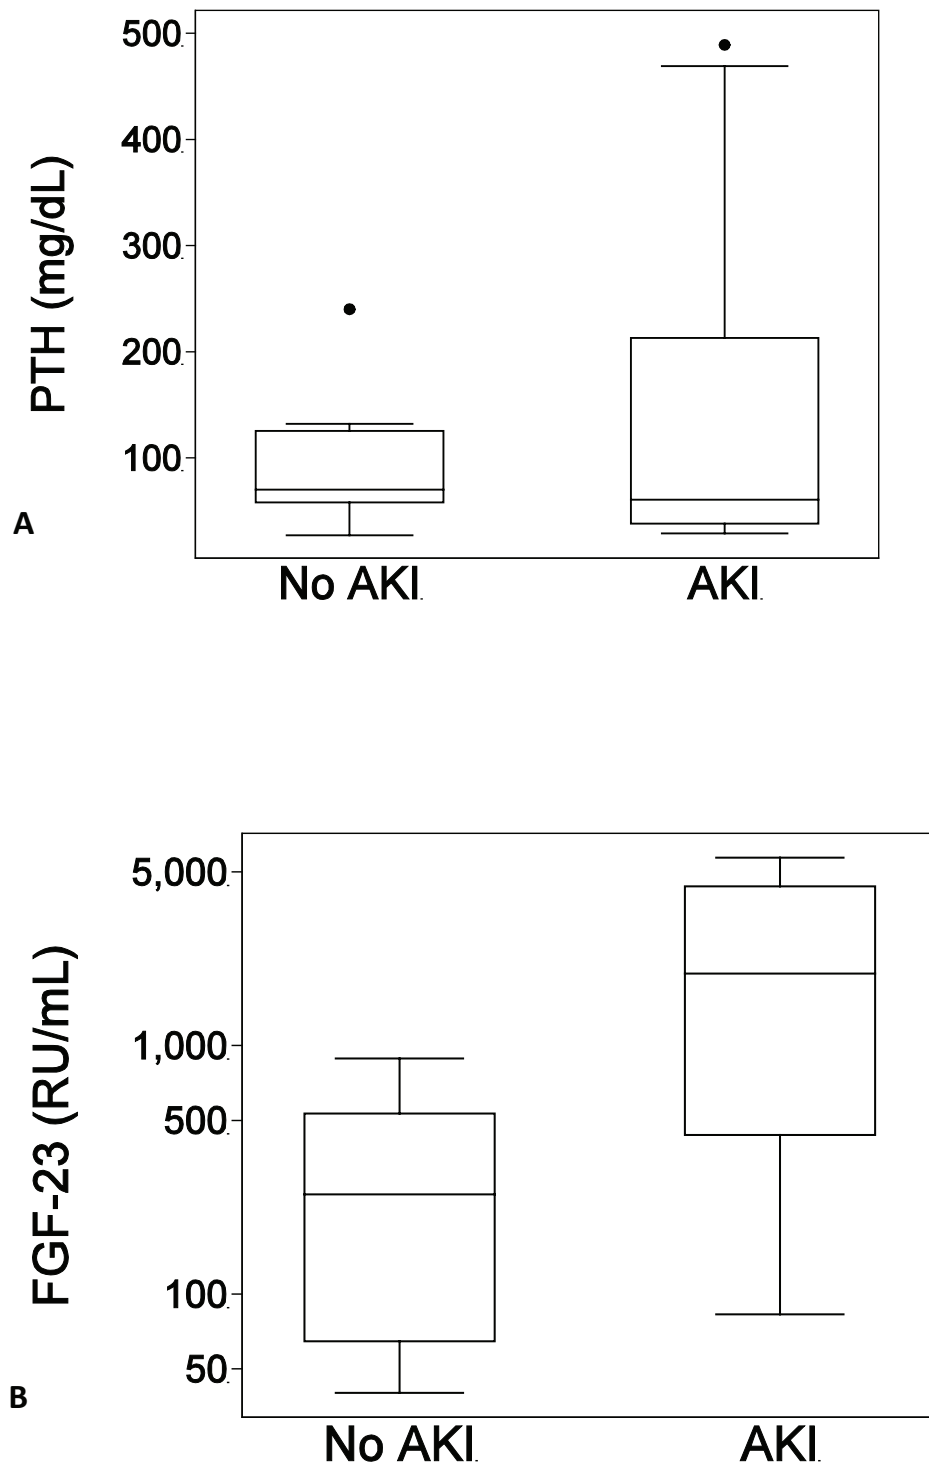 500
400
300
200
100
PTH (mg/dL)
A
No AKI
AKI
5,000
1,000
500
100
50
FGF-23 (RU/mL)
B
No AKI
AKI